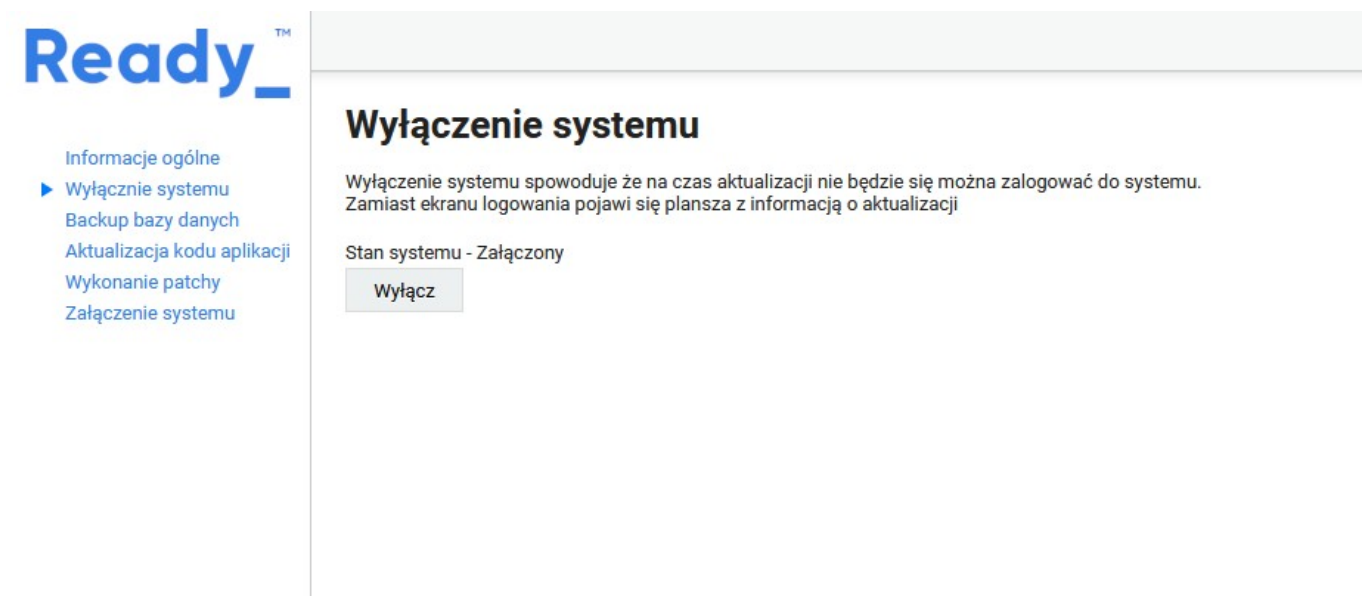 Ready_™
Informacje ogólne
Wyłącznie systemu
Backup bazy danych
Aktualizacja kodu aplikacji
Wykonanie patchy
Załączenie systemu
Wyłączenie systemu
Wyłączenie systemu spowoduje że na czas aktualizacji nie będzie się można zalogować do systemu.
Zamiast ekranu logowania pojawi się plansza z informacją o aktualizacji
Stan systemu - Załączony
Wyłącz